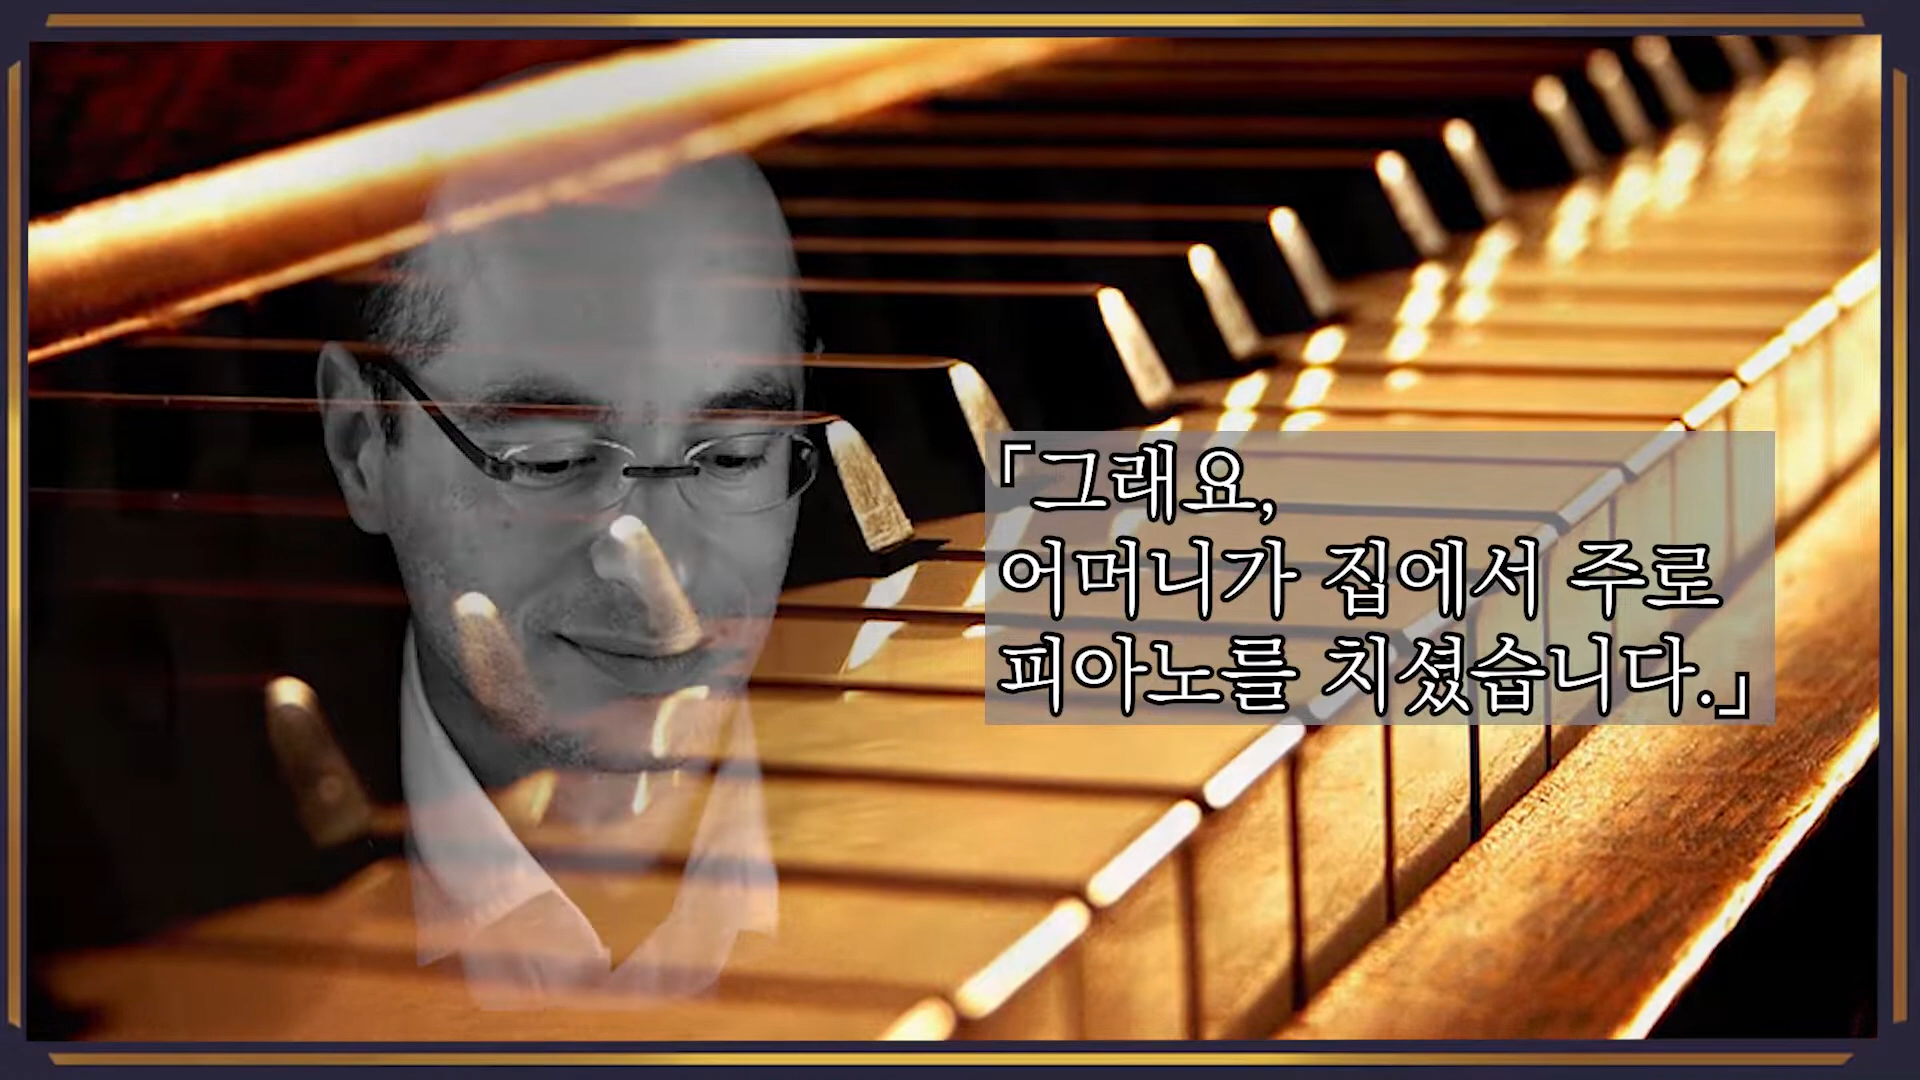 「그래요,
어머니가 집에서 주로
피아노를 치셨습니다.」